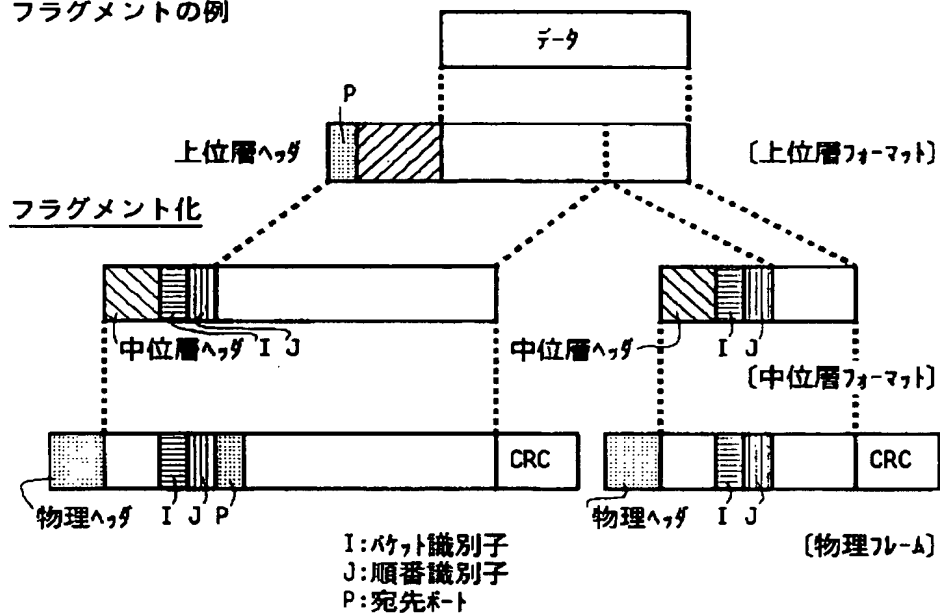 フラグメントの例
データ
P
上位層ヘッダ
〔上位層フォーマット〕
フラグメント化
中位層ヘッダ I J
中位層ヘッダ I J
〔中位層フォーマット〕
CRC
CRC
物理ヘッダ I J P
物理ヘッダ I J
〔物理フレーム〕
I:パケット識別子
J:順番識別子
P:宛先ポート